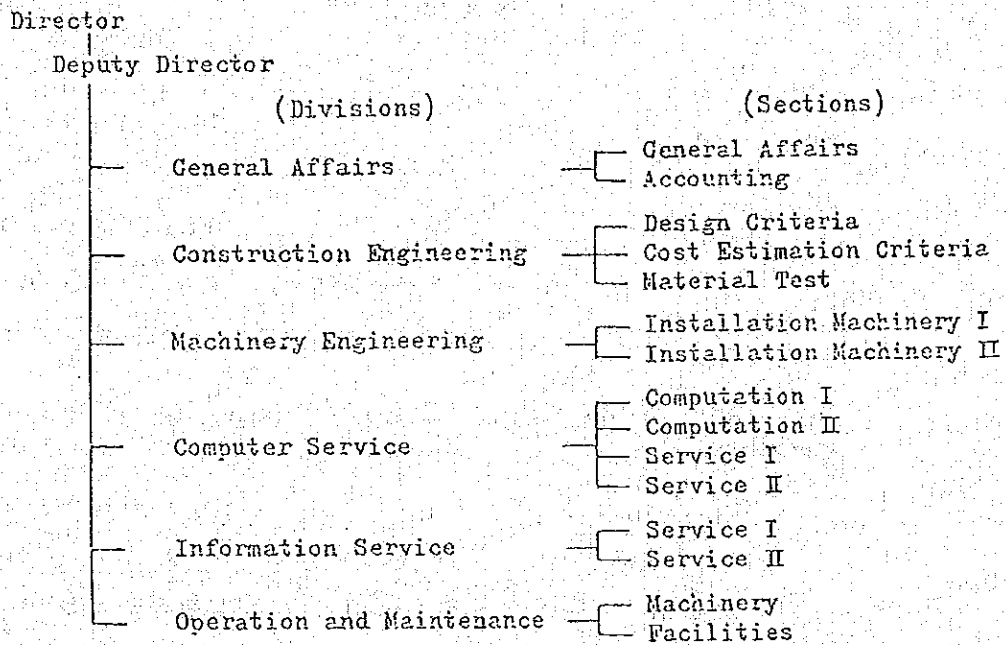 Director
Deputy Director
(Divisions) (Sections)
General Affairs
General Affairs
Accounting
Construction Engineering
Design Criteria
Cost Estimation Criteria
Material Test
Machinery Engineering
Installation Machinery I
Installation Machinery II
Computer Service
Computation I
Computation II
Service I
Service II
Information Service
Service I
Service II
Operation and Maintenance
Machinery
Facilities